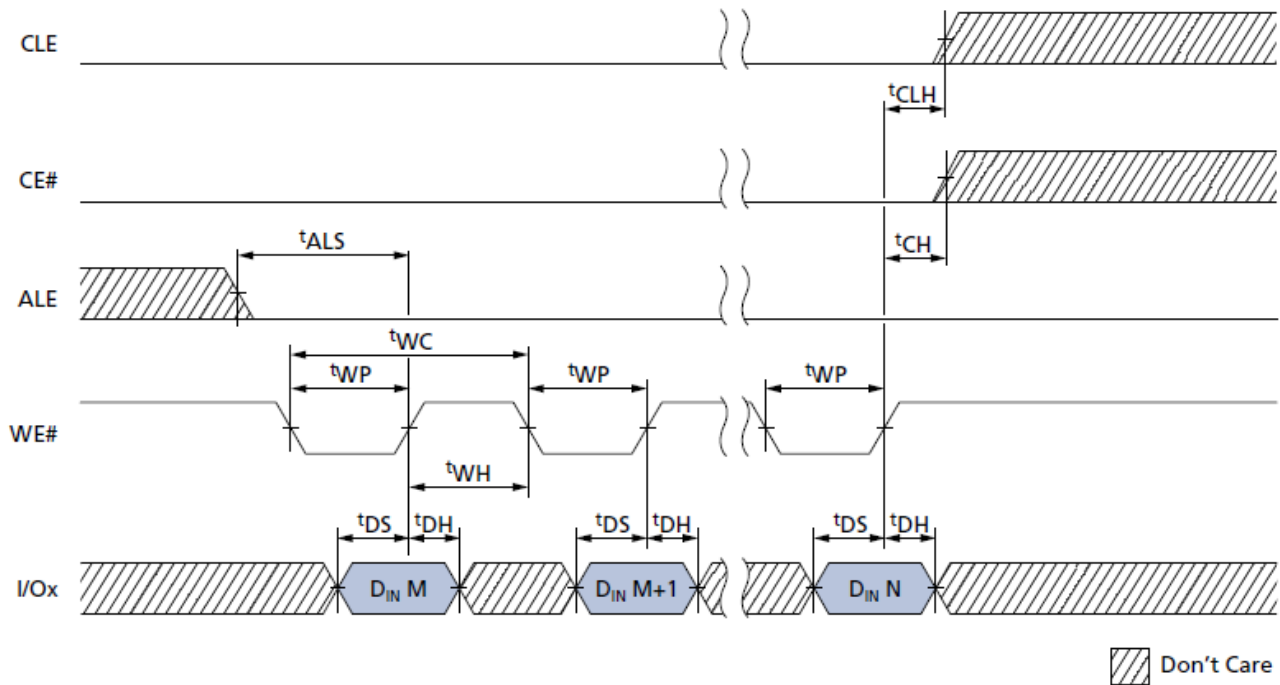 CLE
tCLH
CE#
tCH
tALS
ALE
tWC
tWP tWP tWP
WE#
tWH
tDS tDH tDS tDH tDS tDH
I/Ox DIN M DIN M+1 DIN N
Don't Care